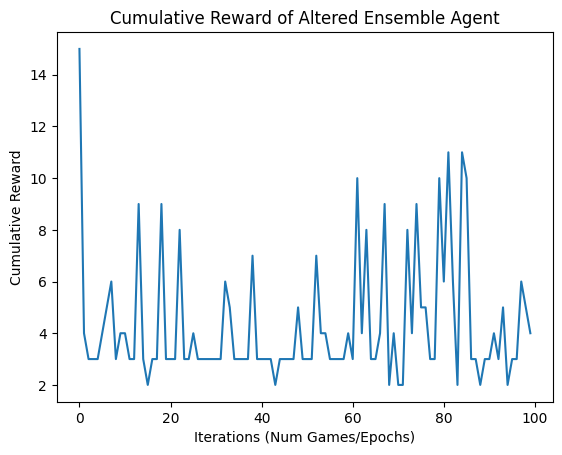 Cumulative Reward of Altered Ensemble Agent
Cumulative Reward
14
12
10
8
6
4
2
0 20 40 60 80 100
Iterations (Num Games/Epochs)